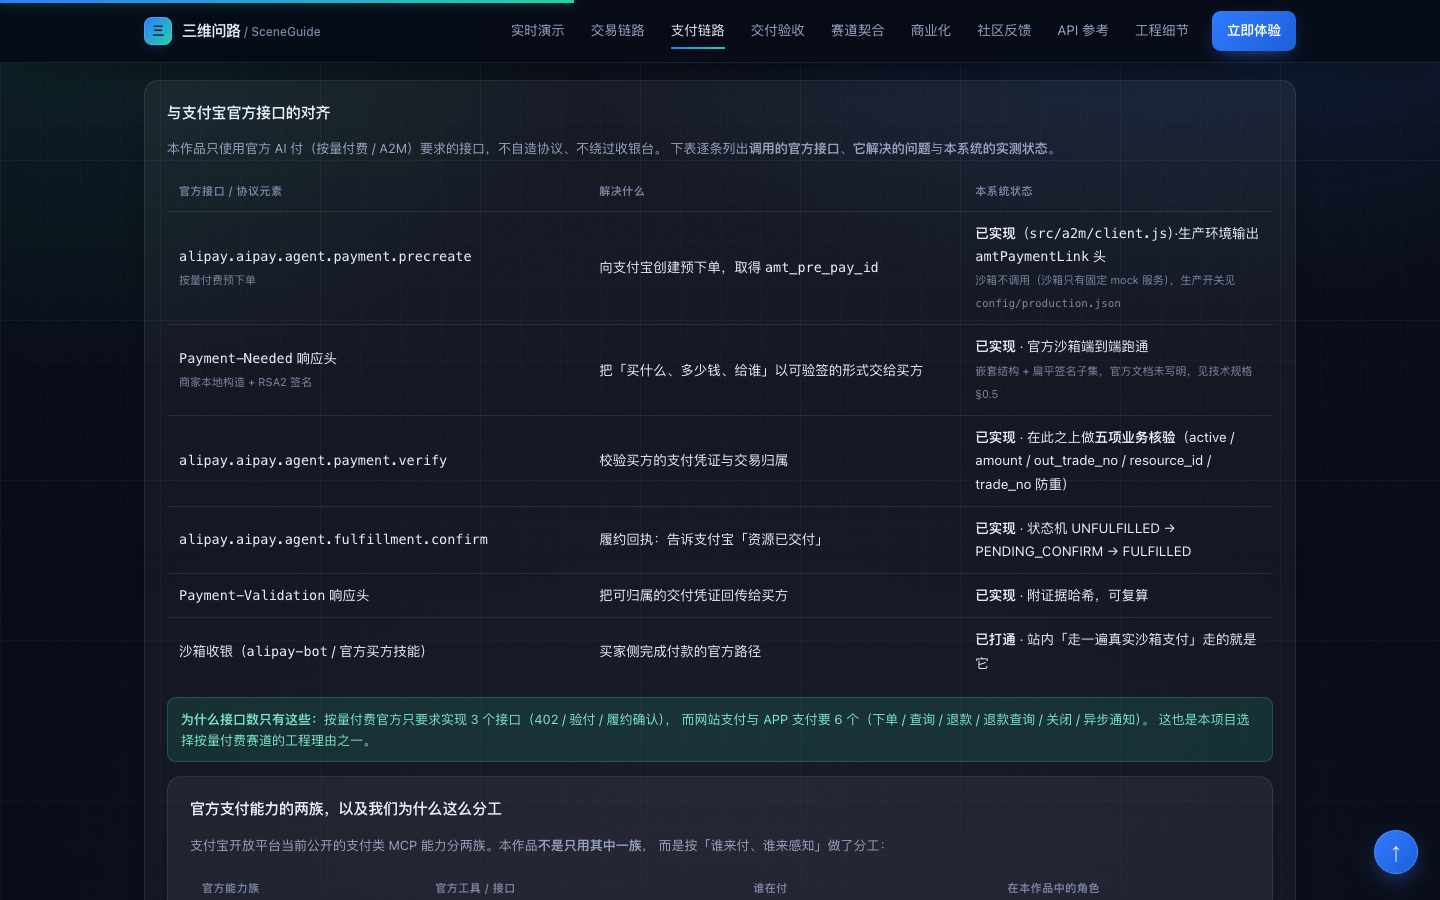 三 三维问路 / SceneGuide 实时演示 交易链路 支付链路 交付验收 赛道契合 商业化 社区反馈 API 参考 工程细节 立即体验
与支付宝官方接口的对齐
本作品只使用官方 AI 付（按量付费 / A2M）要求的接口，不自造协议、不绕过收银台。 下表逐条列出调用的官方接口、它解决的问题与本系统的实测状态。
官方接口 / 协议元素 解决什么 本系统状态
alipay.aipay.agent.payment.precreate
按量付费预下单
向支付宝创建预下单，取得 amt_pre_pay_id
已实现（src/a2m/client.js）·生产环境输出
amtPaymentLink 头
沙箱不调用（沙箱只有固定 mock 服务），生产开关见
config/production.json
Payment-Needed 响应头
商家本地构造 + RSA2 签名
把「买什么、多少钱、给谁」以可验签的形式交给买方
已实现 · 官方沙箱端到端跑通
嵌套结构 + 扁平签名子集，官方文档未写明，见技术规格
§0.5
alipay.aipay.agent.payment.verify
校验买方的支付凭证与交易归属
已实现 · 在此之上做五项业务核验（active /
amount / out_trade_no / resource_id /
trade_no 防重）
alipay.aipay.agent.fulfillment.confirm
履约回执：告诉支付宝「资源已交付」
已实现 · 状态机 UNFULFILLED →
PENDING_CONFIRM → FULFILLED
Payment-Validation 响应头
把可归属的交付凭证回传给买方
已实现 · 附证据哈希，可复算
沙箱收银（alipay-bot / 官方买方技能）
买家侧完成付款的官方路径
已打通 · 站内「走一遍真实沙箱支付」走的就是
它
为什么接口数只有这些：按量付费官方只要求实现 3 个接口（402 / 验付 / 履约确认）， 而网站支付与 APP 支付要 6 个（下单 / 查询 / 退款 / 退款查询 / 关闭 / 异步通知）。 这也是本项目选
择按量付费赛道的工程理由之一。
官方支付能力的两族，以及我们为什么这么分工
支付宝开放平台当前公开的支付类 MCP 能力分两族。本作品不是只用其中一族， 而是按「谁来付、谁来感知」做了分工：
官方能力族 官方工具 / 接口 谁在付 在本作品中的角色
↑